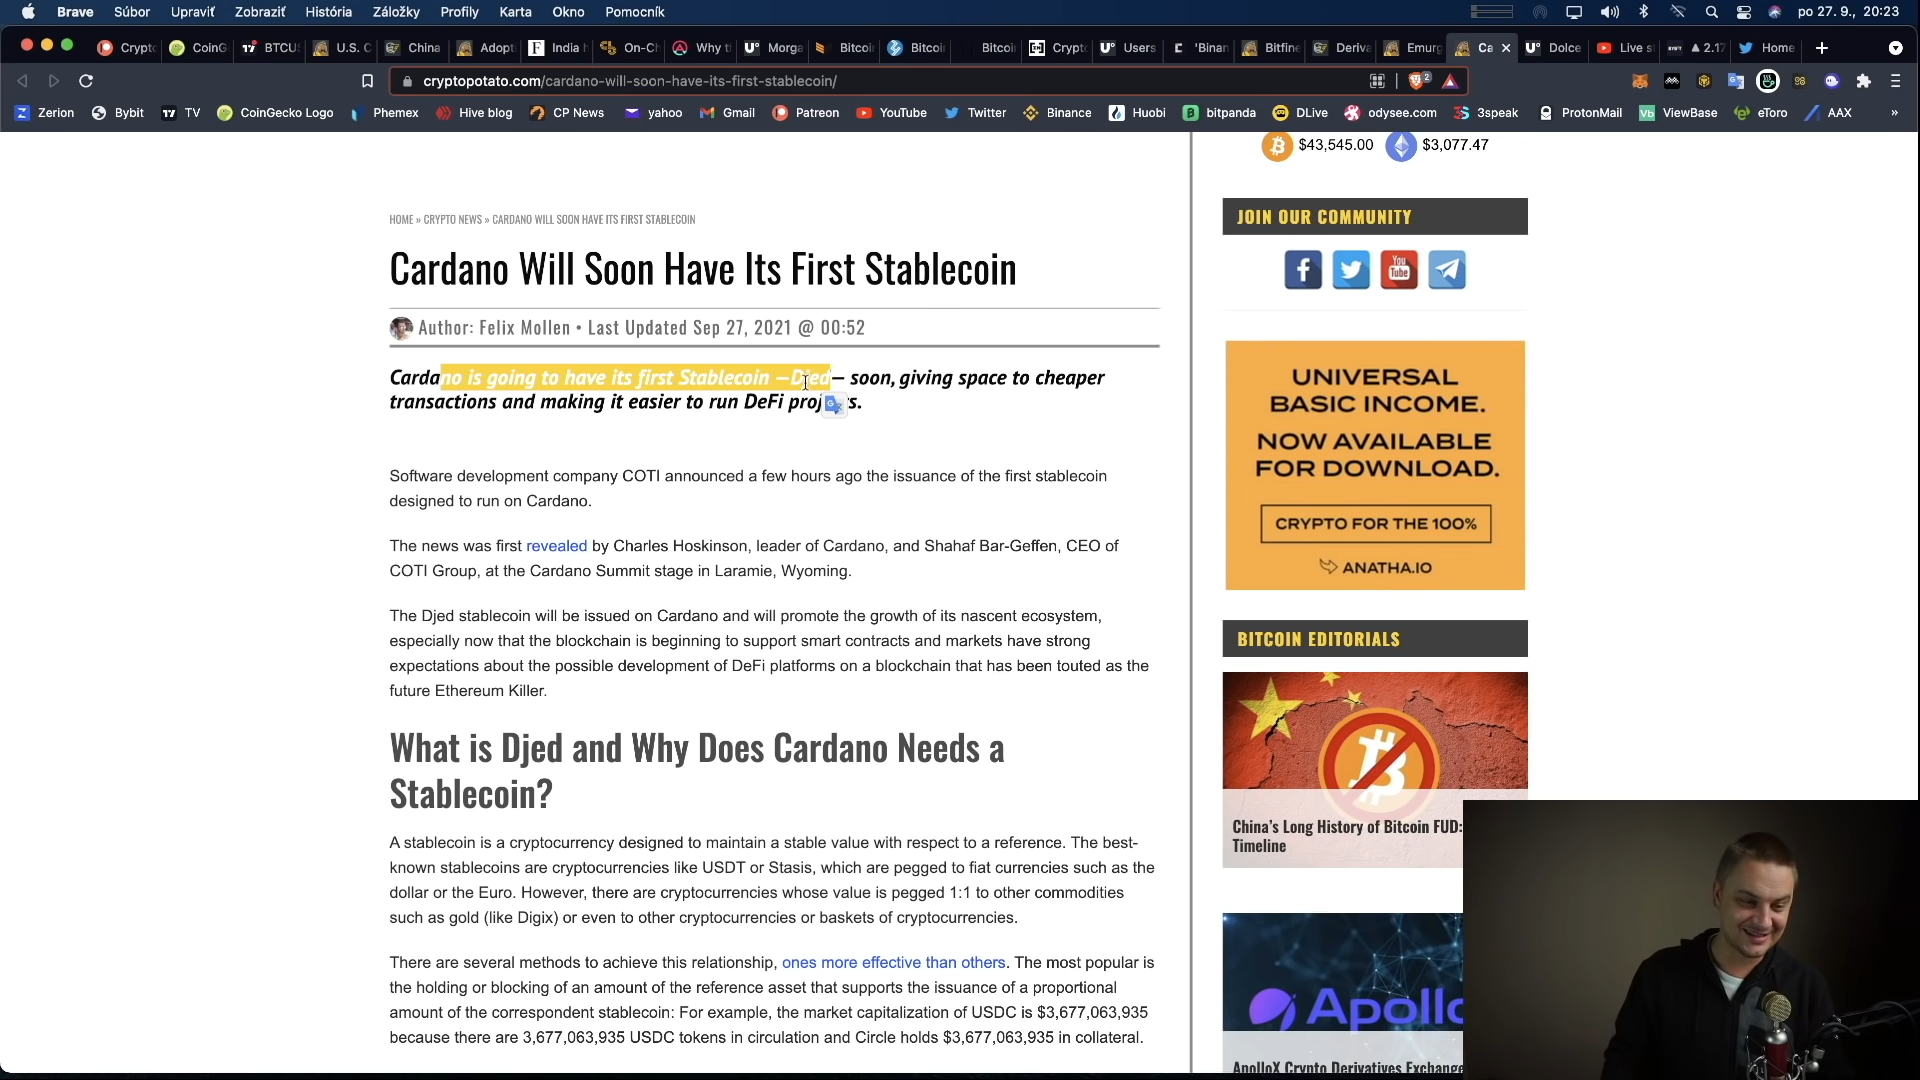 Brave Súbor Upraviť Zobraziť História Záložky Profily Karta Okno Pomocník po 27. 9., 20:23
Crypto CoinG BTCUS U.S. C China Adopt India h On-Ch Why t Morga Bitcoi Bitcoi Bitcoi Crypt Users 'Binan Bitfine Deriva Emurg Ca Dolce Live s 2.17 Home
cryptopotato.com/cardano-will-soon-have-its-first-stablecoin/ 2
Zerion Bybit TV CoinGecko Logo Phemex Hive blog CP News yahoo Gmail Patreon YouTube Twitter Binance Huobi bitpanda DLive odysee.com 3speak ProtonMail ViewBase eToro AAX »
$43,545.00 $3,077.47
HOME » CRYPTO NEWS » CARDANO WILL SOON HAVE ITS FIRST STABLECOIN
Cardano Will Soon Have Its First Stablecoin
Author: Felix Mollen • Last Updated Sep 27, 2021 @ 00:52
Cardano is going to have its first Stablecoin —Djed— soon, giving space to cheaper
transactions and making it easier to run DeFi projects.
Software development company COTI announced a few hours ago the issuance of the first stablecoin
designed to run on Cardano.
The news was first revealed by Charles Hoskinson, leader of Cardano, and Shahaf Bar-Geffen, CEO of
COTI Group, at the Cardano Summit stage in Laramie, Wyoming.
The Djed stablecoin will be issued on Cardano and will promote the growth of its nascent ecosystem,
especially now that the blockchain is beginning to support smart contracts and markets have strong
expectations about the possible development of DeFi platforms on a blockchain that has been touted as the
future Ethereum Killer.
What is Djed and Why Does Cardano Needs a
Stablecoin?
A stablecoin is a cryptocurrency designed to maintain a stable value with respect to a reference. The best-
known stablecoins are cryptocurrencies like USDT or Stasis, which are pegged to fiat currencies such as the
dollar or the Euro. However, there are cryptocurrencies whose value is pegged 1:1 to other commodities
such as gold (like Digix) or even to other cryptocurrencies or baskets of cryptocurrencies.
There are several methods to achieve this relationship, ones more effective than others. The most popular is
the holding or blocking of an amount of the reference asset that supports the issuance of a proportional
amount of the correspondent stablecoin: For example, the market capitalization of USDC is $3,677,063,935
because there are 3,677,063,935 USDC tokens in circulation and Circle holds $3,677,063,935 in collateral.
JOIN OUR COMMUNITY
You
Tube
UNIVERSAL
BASIC INCOME.
NOW AVAILABLE
FOR DOWNLOAD.
CRYPTO FOR THE 100%
ANATHA.IO
BITCOIN EDITORIALS
China's Long History of Bitcoin FUD:
Timeline
Apollo
ApolloX Crypto Derivatives Exchange